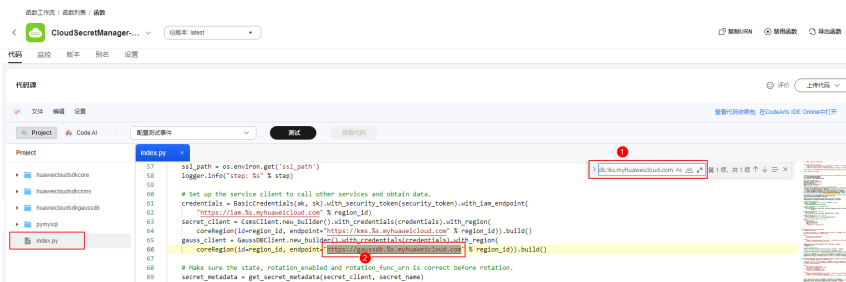 函数工作流 / 函数列表 / 函数
CloudSecretManager-...
版本: latest
复制URN 禁用函数 导出函数
代码 监控 版本 别名 设置
代码源
评价 上传代码
文件 编辑 设置
查看代码依赖包 在CodeArts IDE Online中打开
Project Code AI
配置测试事件
测试
部署代码
Project
index.py ×
1
db.%s.myhuaweicloud.com
第 1 项，共 1 项
huaweicloudsdkcore
huaweicloudsdkcsms
huaweicloudsdkgaussdb
pymysql
index.py
57 ssl_path = os.environ.get('ssl_path')
58 logger.info("step: %s" % step)
59
60 # Set up the service client to call other services and obtain data.
61 credentials = BasicCredentials(ak, sk).with_security_token(security_token).with_iam_endpoint(
62 "https://iam.%s.myhuaweicloud.com" % region_id)
63 secret_client = CsmsClient.new_builder().with_credentials(credentials).with_region(
64 coreRegion(id=region_id, endpoint="https://kms.%s.myhuaweicloud.com" % region_id)).build()
65 gauss_client = GaussDBClient.new_builder().with_credentials(credentials).with_region(
66 coreRegion(id=region_id, endpoint="https://gaussdb.%s.myhuaweicloud.com" % region_id)).build()
2
67
68 # Make sure the state, rotation_enabled and rotation_func_urn is correct before rotation.
69 secret_metadata = get_secret_metadata(secret_client, secret_name)